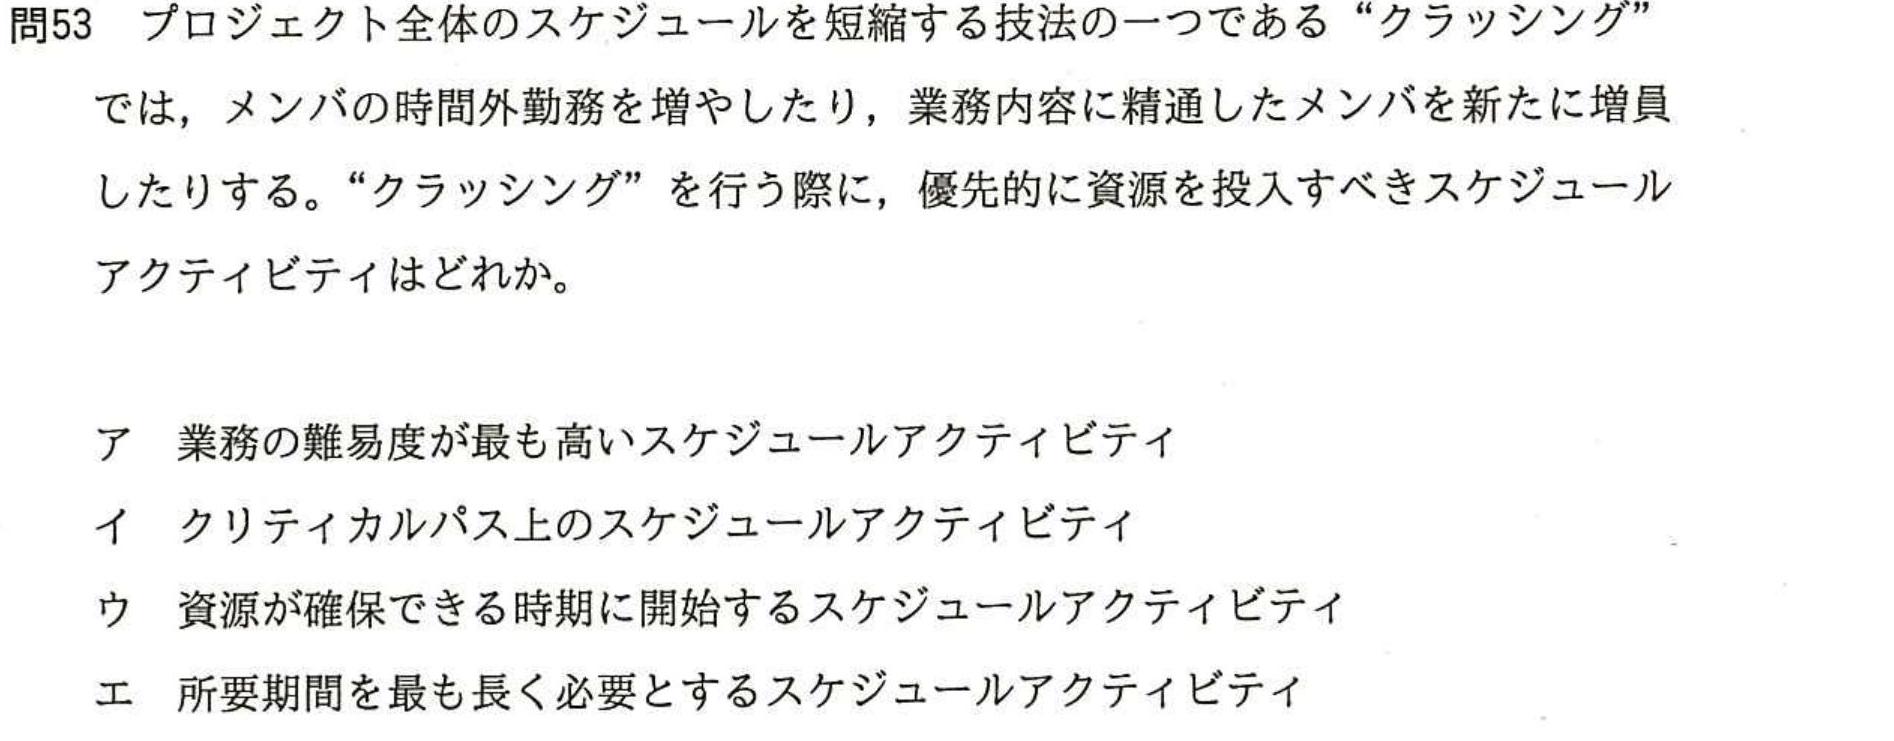 問53 プロジェクト全体のスケジュールを短縮する技法の一つである“クラッシング”
では，メンバの時間外勤務を増やしたり，業務内容に精通したメンバを新たに増員
したりする。“クラッシング”を行う際に，優先的に資源を投入すべきスケジュール
アクティビティはどれか。
ア 業務の難易度が最も高いスケジュールアクティビティ
イ クリティカルパス上のスケジュールアクティビティ
ウ 資源が確保できる時期に開始するスケジュールアクティビティ
エ 所要期間を最も長く必要とするスケジュールアクティビティ